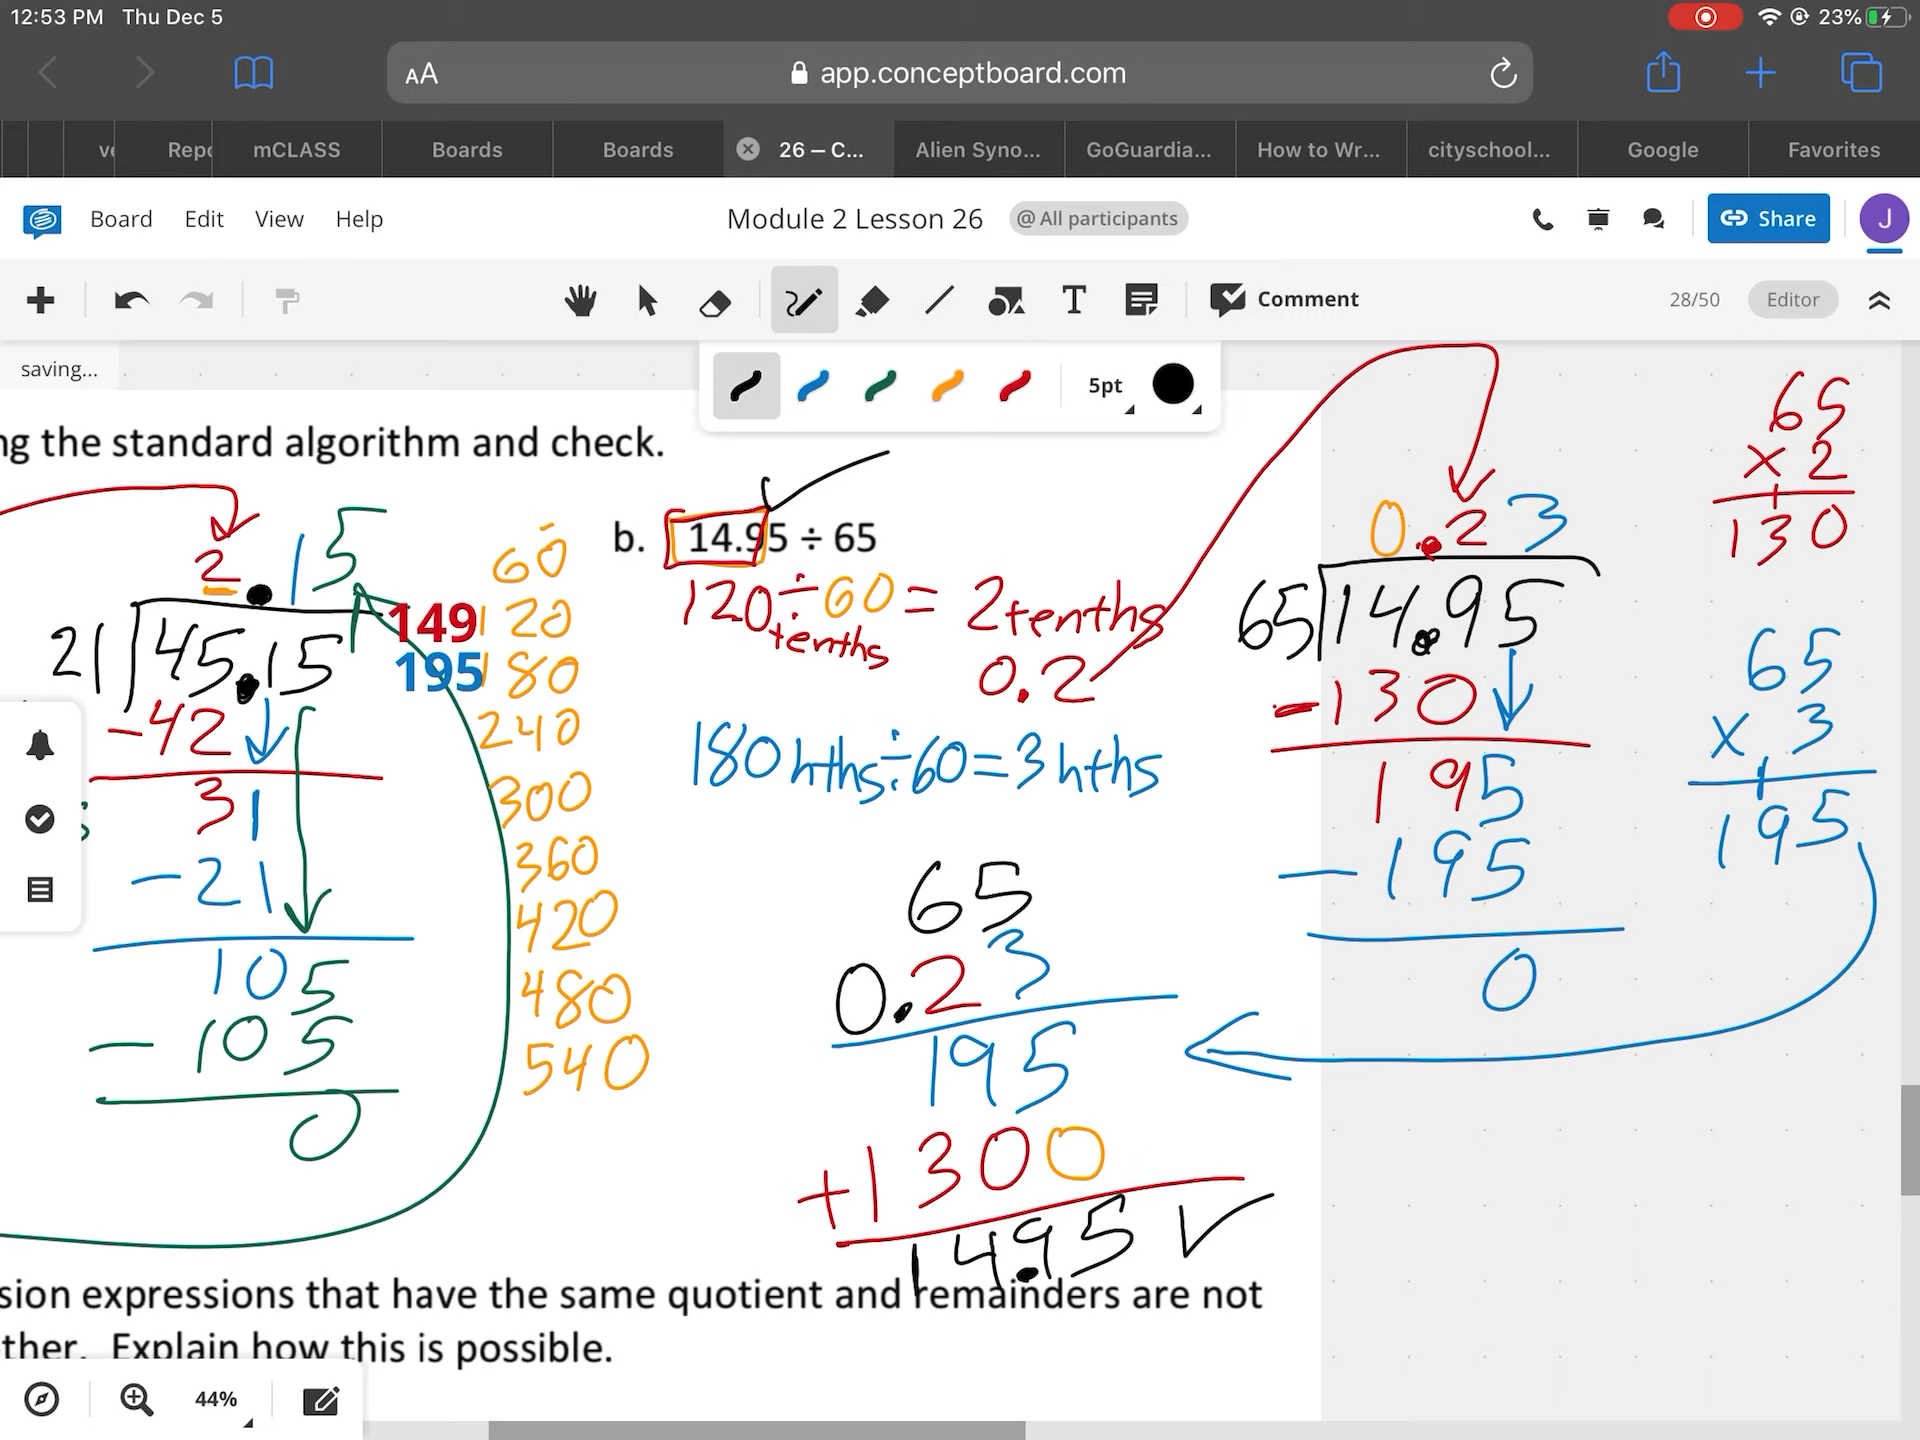 12:53 PM Thu Dec 5
23%
AA
app.conceptboard.com
Repo
mCLASS
Boards
Boards
26 – C...
Alien Syno...
GoGuardia...
How to Wr...
cityschool...
Google
Favorites
Board
Edit
View
Help
Module 2 Lesson 26
@ All participants
Share
J
Comment
28/50
Editor
saving...
5pt
ng the standard algorithm and check.
2.15
21 45.15
-42
31
-21
105
- 105
0
149
195
60
120
180
240
300
360
420
480
540
b. 14.95 ÷ 65
120 tenths ÷ 60 = 2 tenths
0.2
180 hths ÷ 60 = 3 hths
65
0.23
195
+1300
14.95
0.23
65 14.95
-130
195
- 195
0
65
x 2
130
65
x 3
195
sion expressions that have the same quotient and remainders are not
ther. Explain how this is possible.
44%